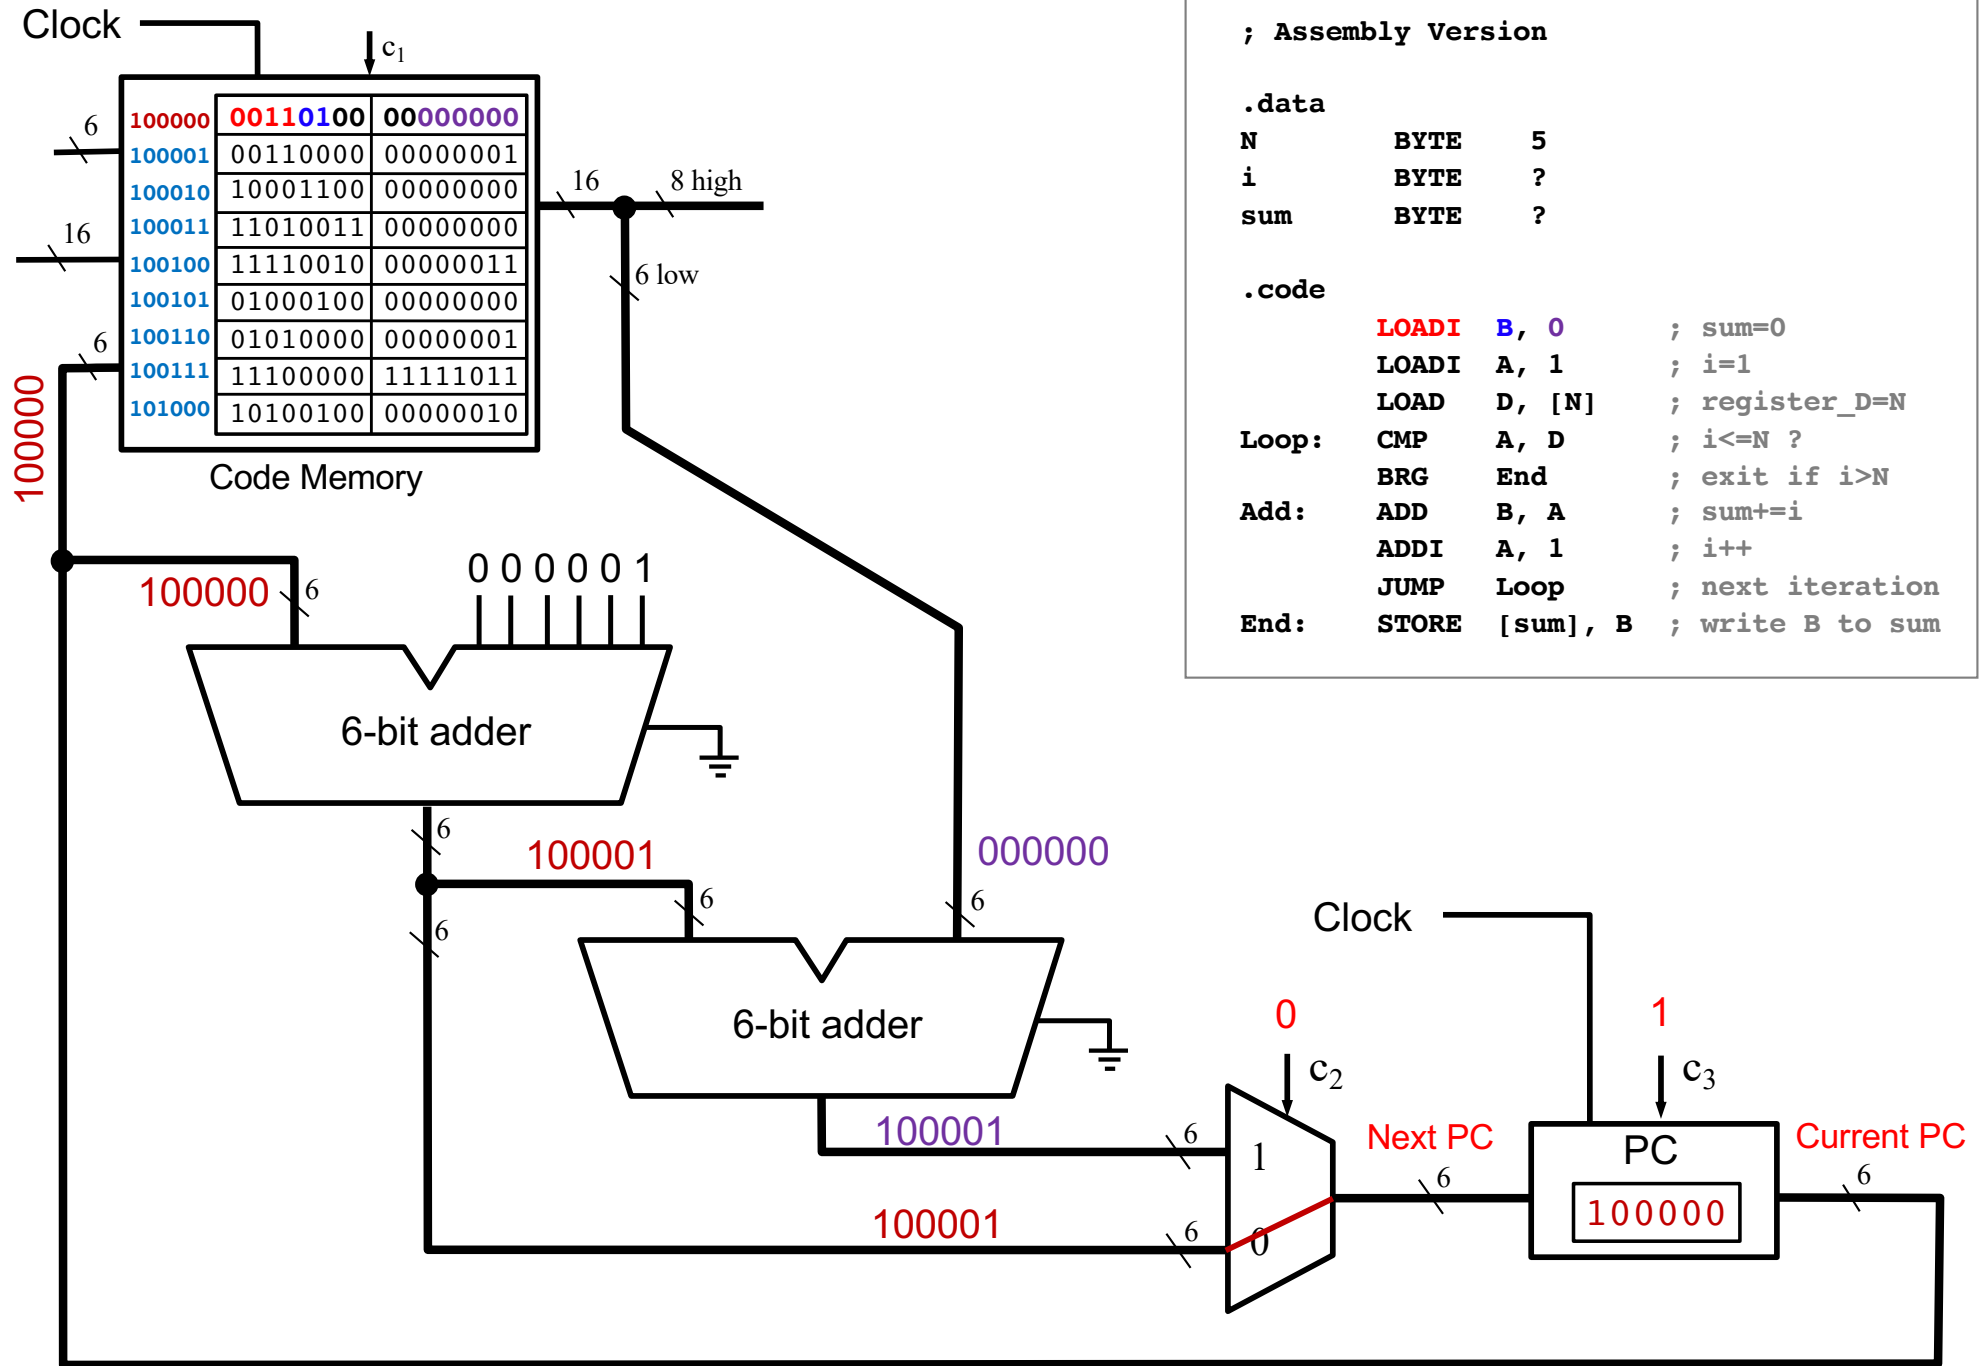 Clock
c1
; Assembly Version
.data
N BYTE 5
i BYTE ?
sum BYTE ?
.code
LOADI B, 0 ; sum=0
LOADI A, 1 ; i=1
LOAD D, [N] ; register_D=N
Loop: CMP A, D ; i<=N ?
BRG End ; exit if i>N
Add: ADD B, A ; sum+=i
ADDI A, 1 ; i++
JUMP Loop ; next iteration
End: STORE [sum], B ; write B to sum
6
16
6
100000 00110100 00000000
100001 00110000 00000001
100010 10001100 00000000
100011 11010011 00000000
100100 11110010 00000011
100101 01000100 00000000
100110 01010000 00000001
100111 11100000 11111011
101000 10100100 00000010
16
8 high
6 low
Code Memory
100000
100000
6
0 0 0 0 0 1
6-bit adder
6
100001
6
6
000000
6
6-bit adder
100001
6
100001
6
0
c2
1
0
Next PC
6
Clock
1
c3
PC
100000
Current PC
6